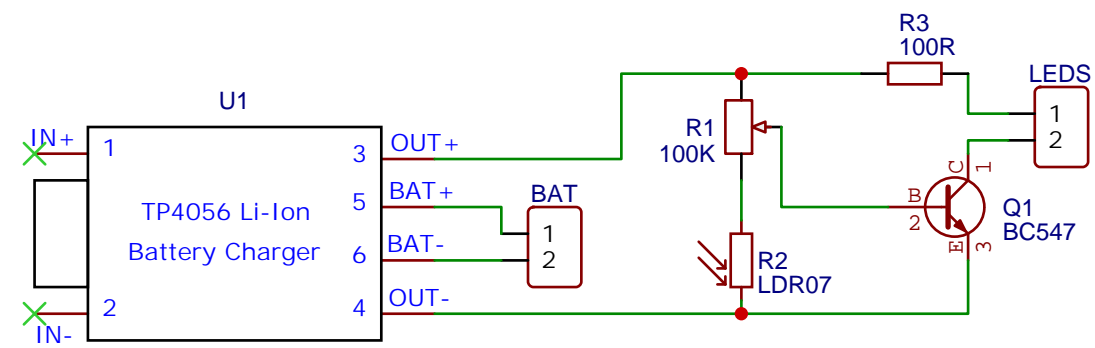 U1
IN+
1
TP4056 Li-Ion
Battery Charger
2
IN-
3
OUT+
5
BAT+
6
BAT-
4
OUT-
BAT
1
2
R1
100K
R2
LDR07
R3
100R
LEDS
1
2
B
2
C
1
E
3
Q1
BC547